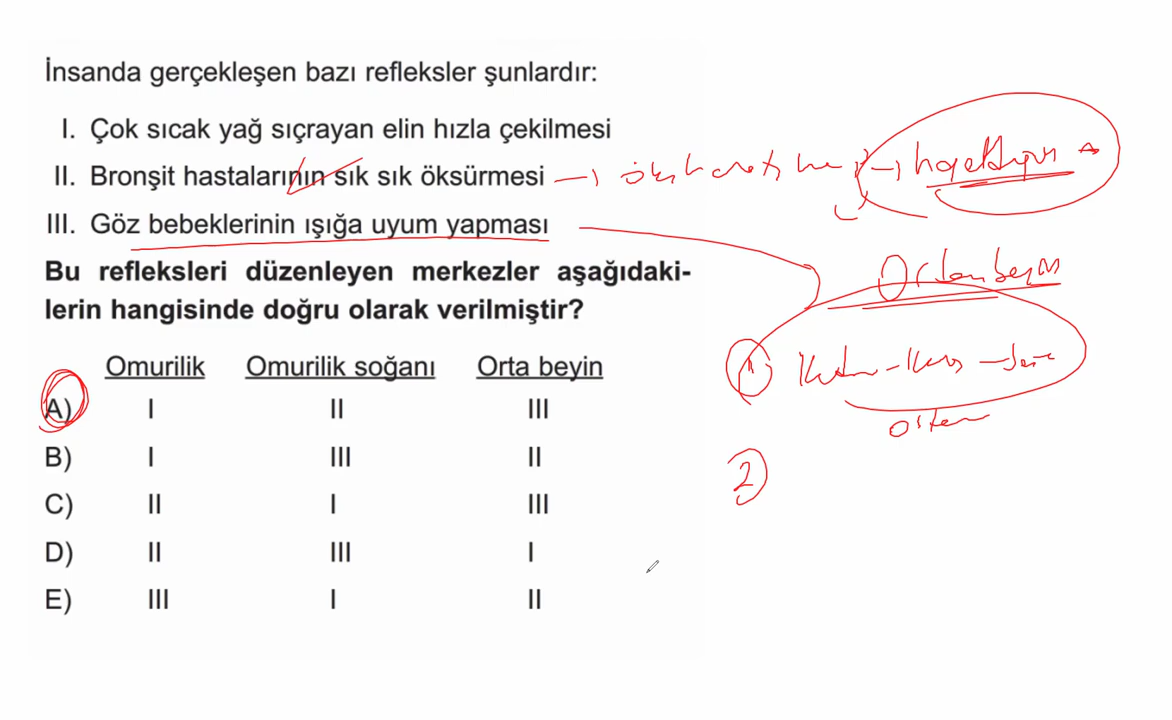 İnsanda gerçekleşen bazı refleksler şunlardır:
I. Çok sıcak yağ sıçrayan elin hızla çekilmesi
II. Bronşit hastalarının sık sık öksürmesi
III. Göz bebeklerinin ışığa uyum yapması
Bu refleksleri düzenleyen merkezler aşağıdaki-
lerin hangisinde doğru olarak verilmiştir?
Omurilik Omurilik soğanı Orta beyin
A) I II III
B) I III II
C) II I III
D) II III I
E) III I II
Ortabeyin
1
2